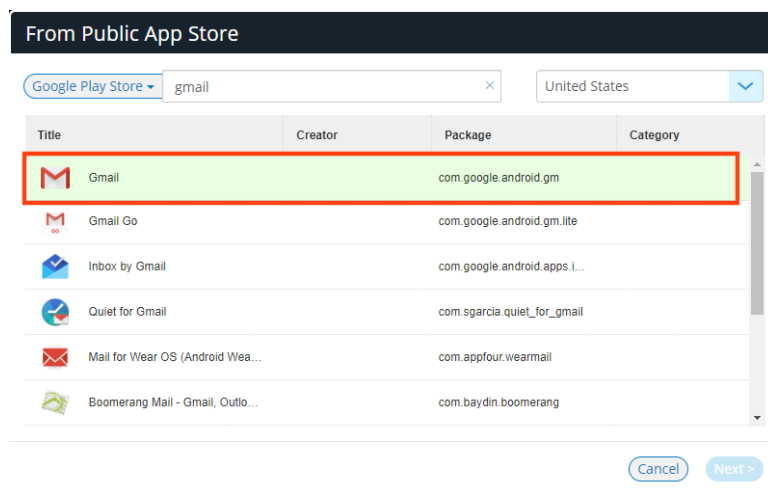 From Public App Store
Google Play Store gmail United States
Title Creator Package Category
Gmail com.google.android.gm
Gmail Go com.google.android.gm.lite
Inbox by Gmail com.google.android.apps.i...
Quiet for Gmail com.sgarcia.quiet_for_gmail
Mail for Wear OS (Android Wea... com.appfour.wearmail
Boomerang Mail - Gmail, Outlo... com.baydin.boomerang
Cancel Next >